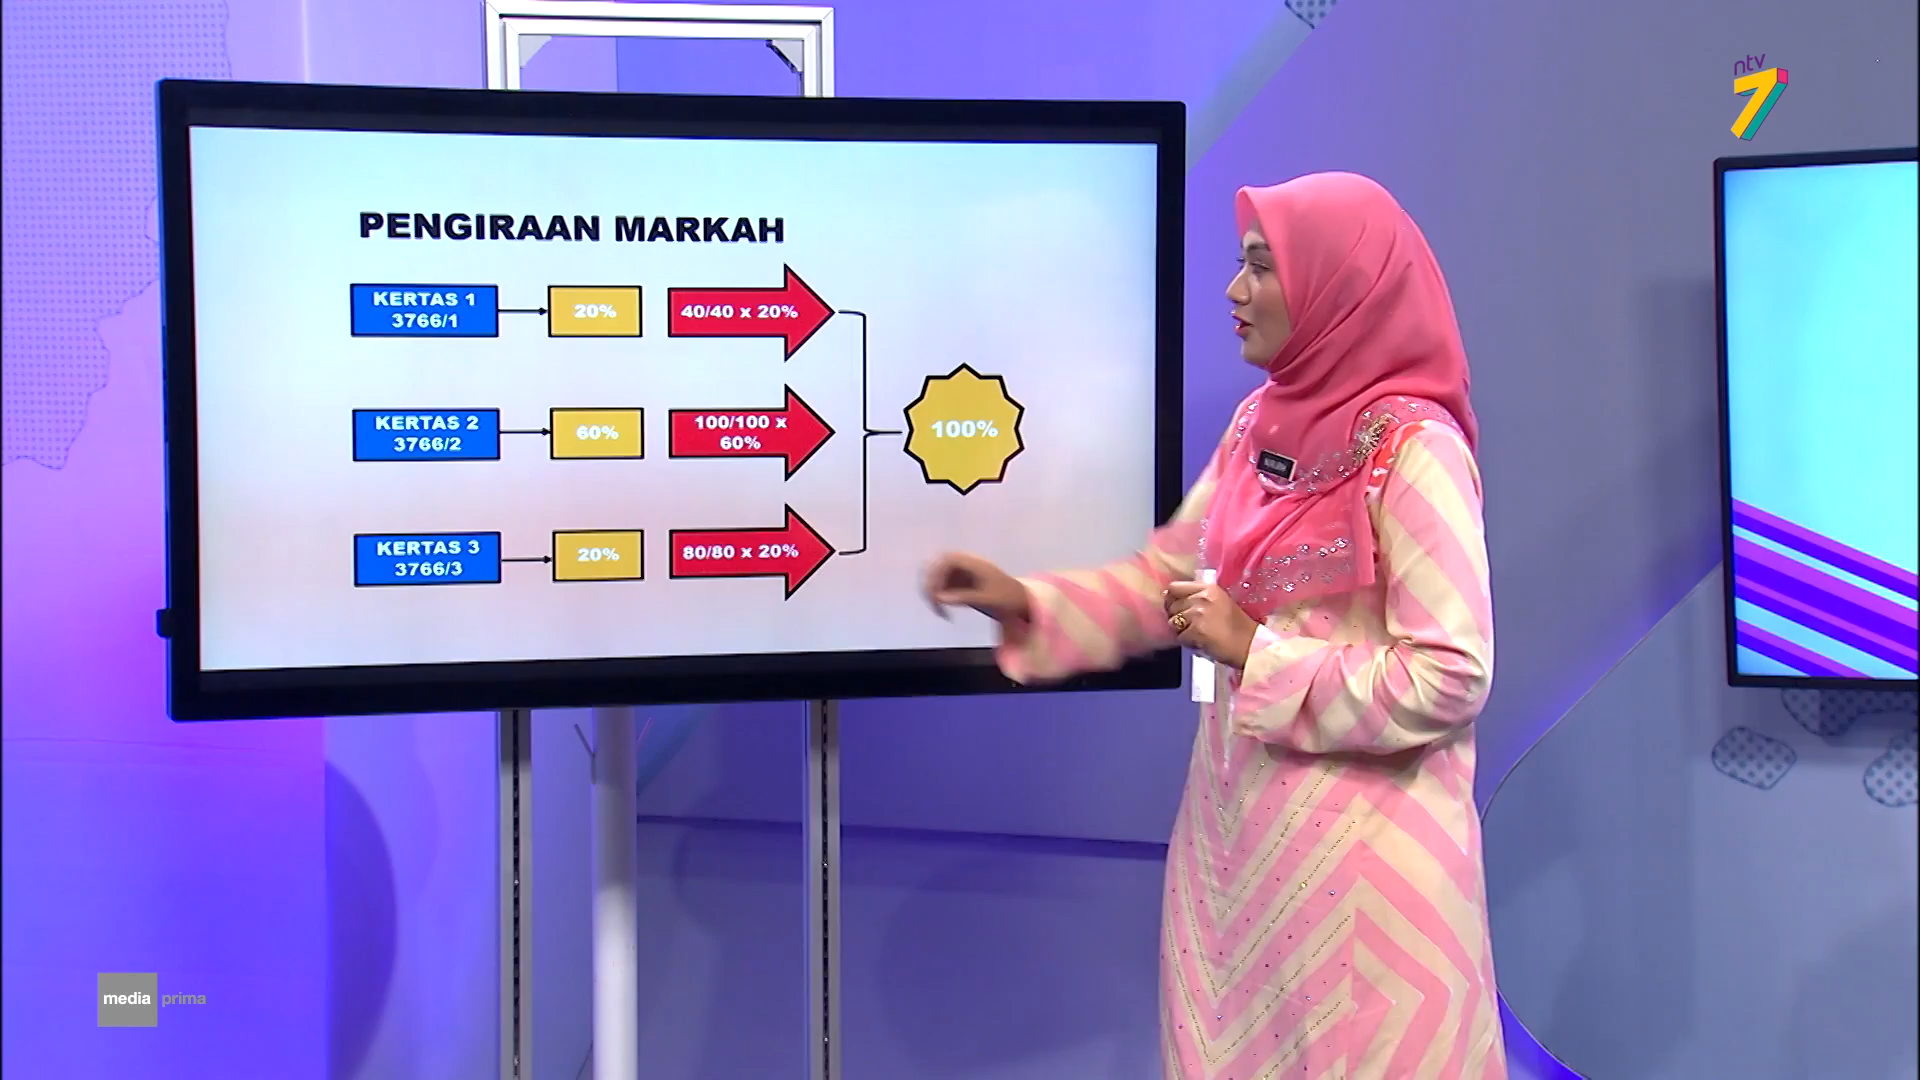 ntv
7
PENGIRAAN MARKAH
KERTAS 1
3766/1
20%
40/40 x 20%
KERTAS 2
3766/2
60%
100/100 x
60%
100%
KERTAS 3
3766/3
20%
80/80 x 20%
media prima